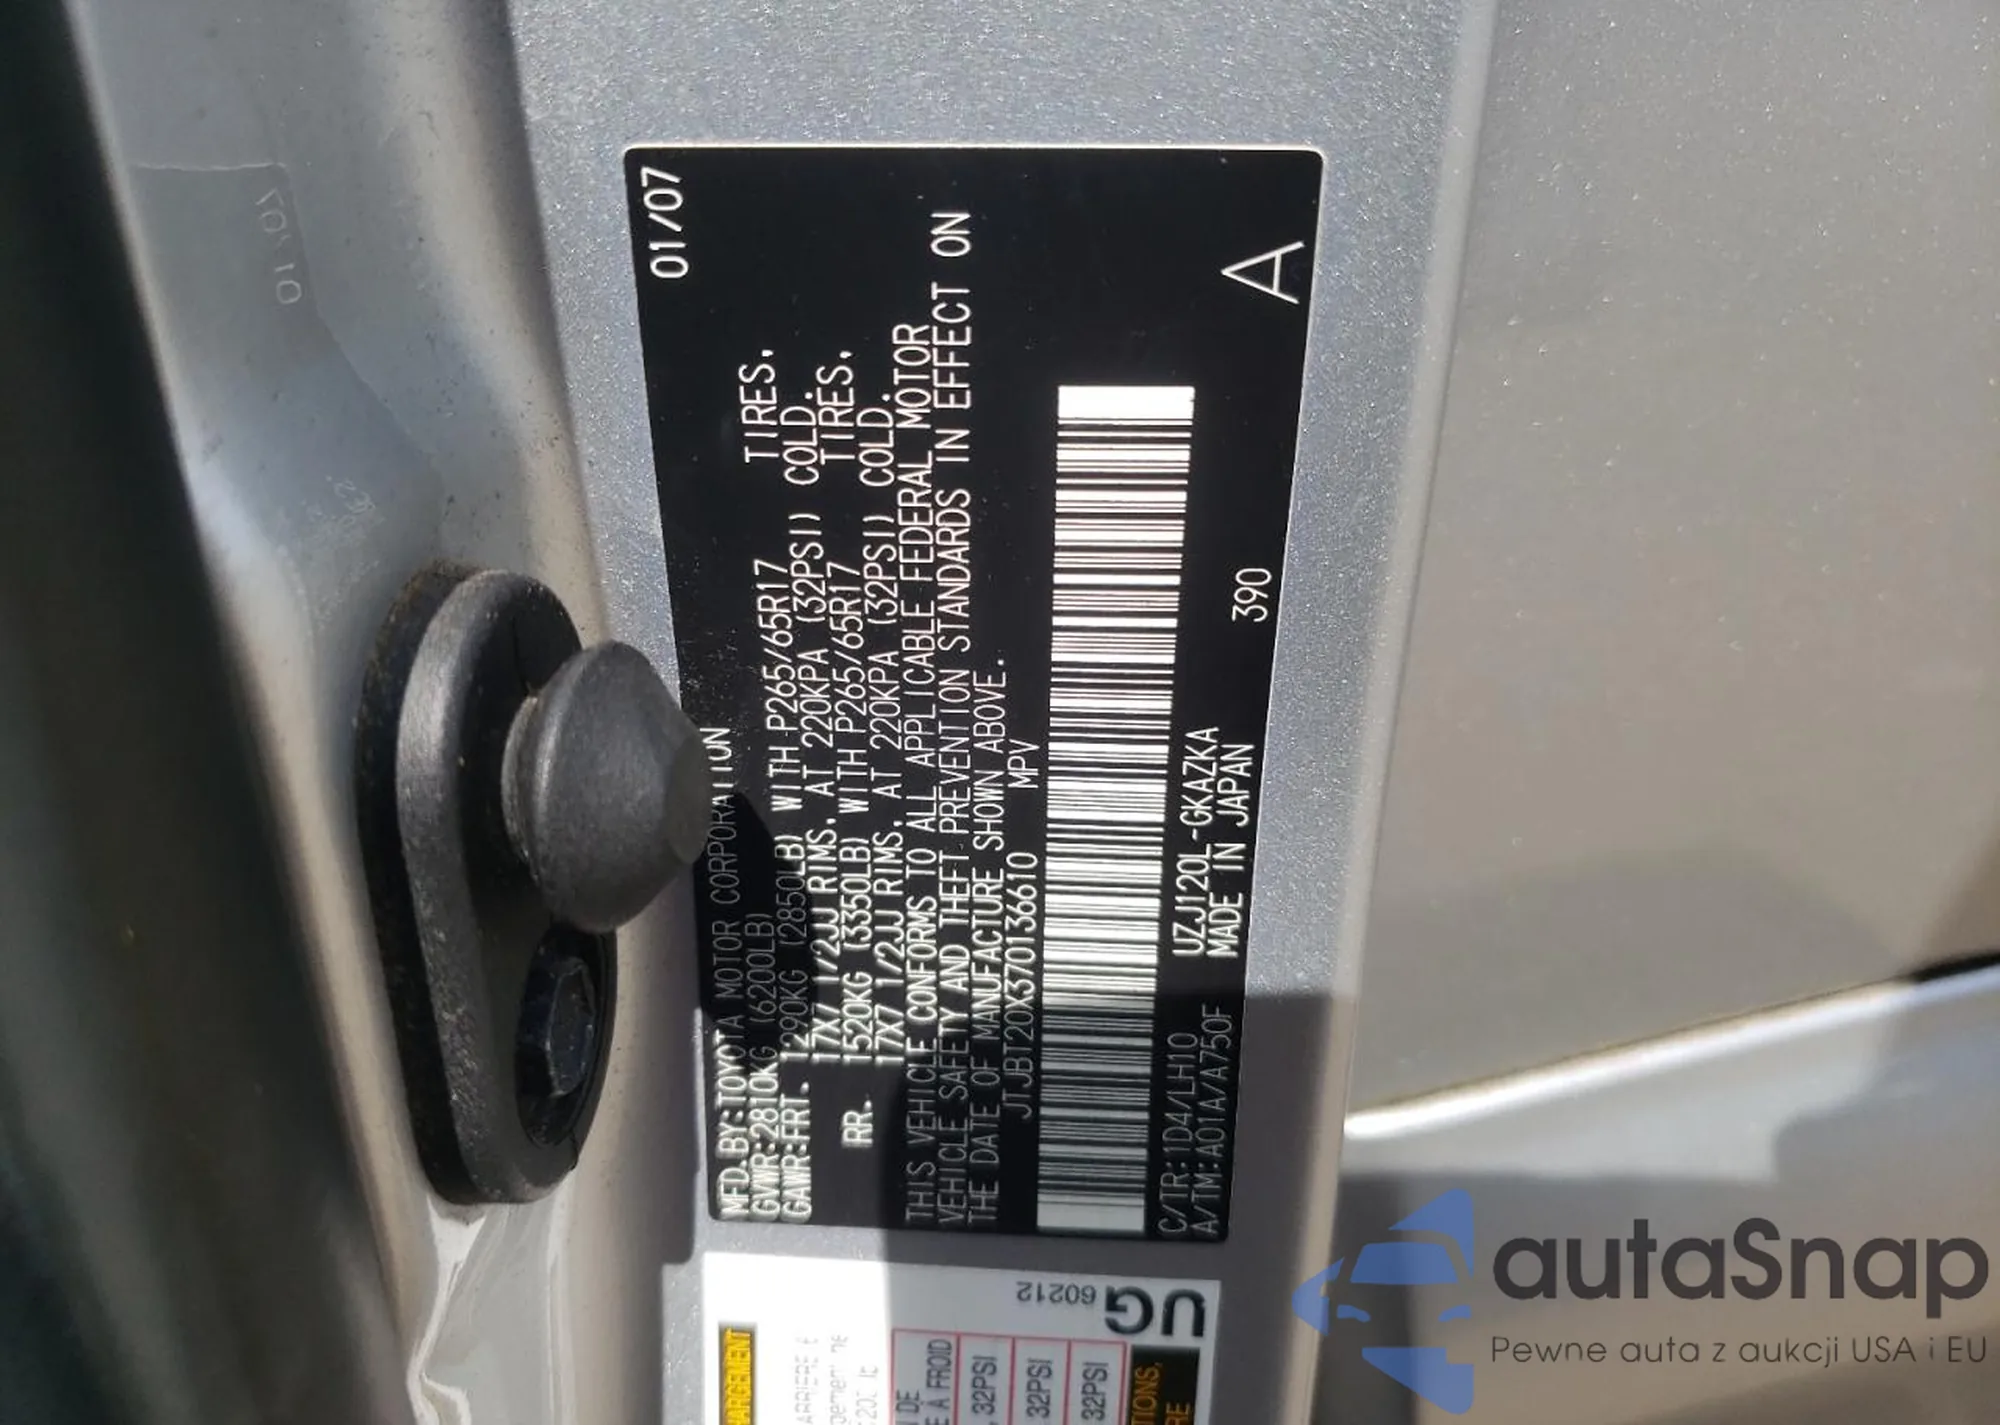 01/07
MFD.BY:TOYOTA MOTOR CORPORATION
GVWR:2810KG (6200LB)
GAWR:FRT. 1290KG (2850LB) WITH P265/65R17 TIRES,
17X7 1/2JJ RIMS, AT 220KPA (32PSI) COLD.
RR. 1520KG (3350LB) WITH P265/65R17 TIRES,
17X7 1/2JJ RIMS, AT 220KPA (32PSI) COLD.
THIS VEHICLE CONFORMS TO ALL APPLICABLE FEDERAL MOTOR
VEHICLE SAFETY AND THEFT PREVENTION STANDARDS IN EFFECT ON
THE DATE OF MANUFACTURE SHOWN ABOVE.
JTJBT20X370136610 MPV
UZJ120L-GKAZKA
C/TR:1D4/LH10 MADE IN JAPAN 390
A/TM:A01A/A750F
A
01/07
UG
60212
À FROID
32PSI
32PSI
32PSI
autaSnap
Pewne auta z aukcji USA i EU